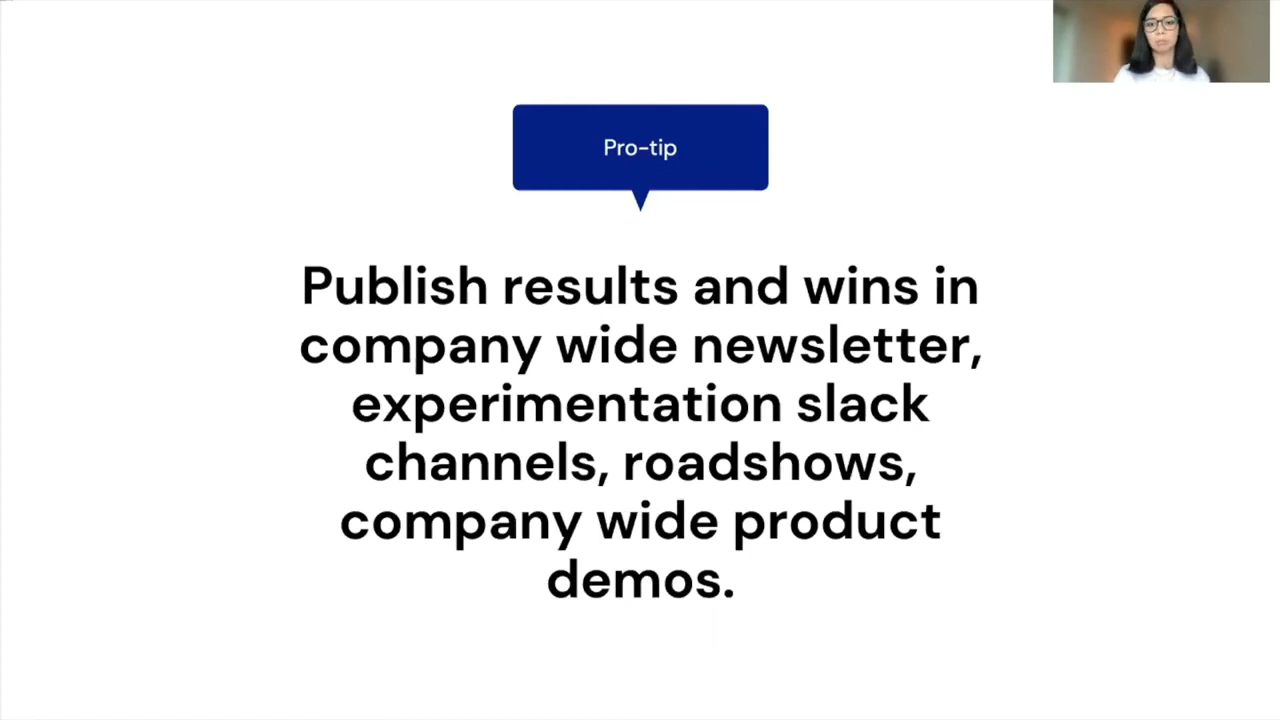 Pro-tip
Publish results and wins in
company wide newsletter,
experimentation slack
channels, roadshows,
company wide product
demos.